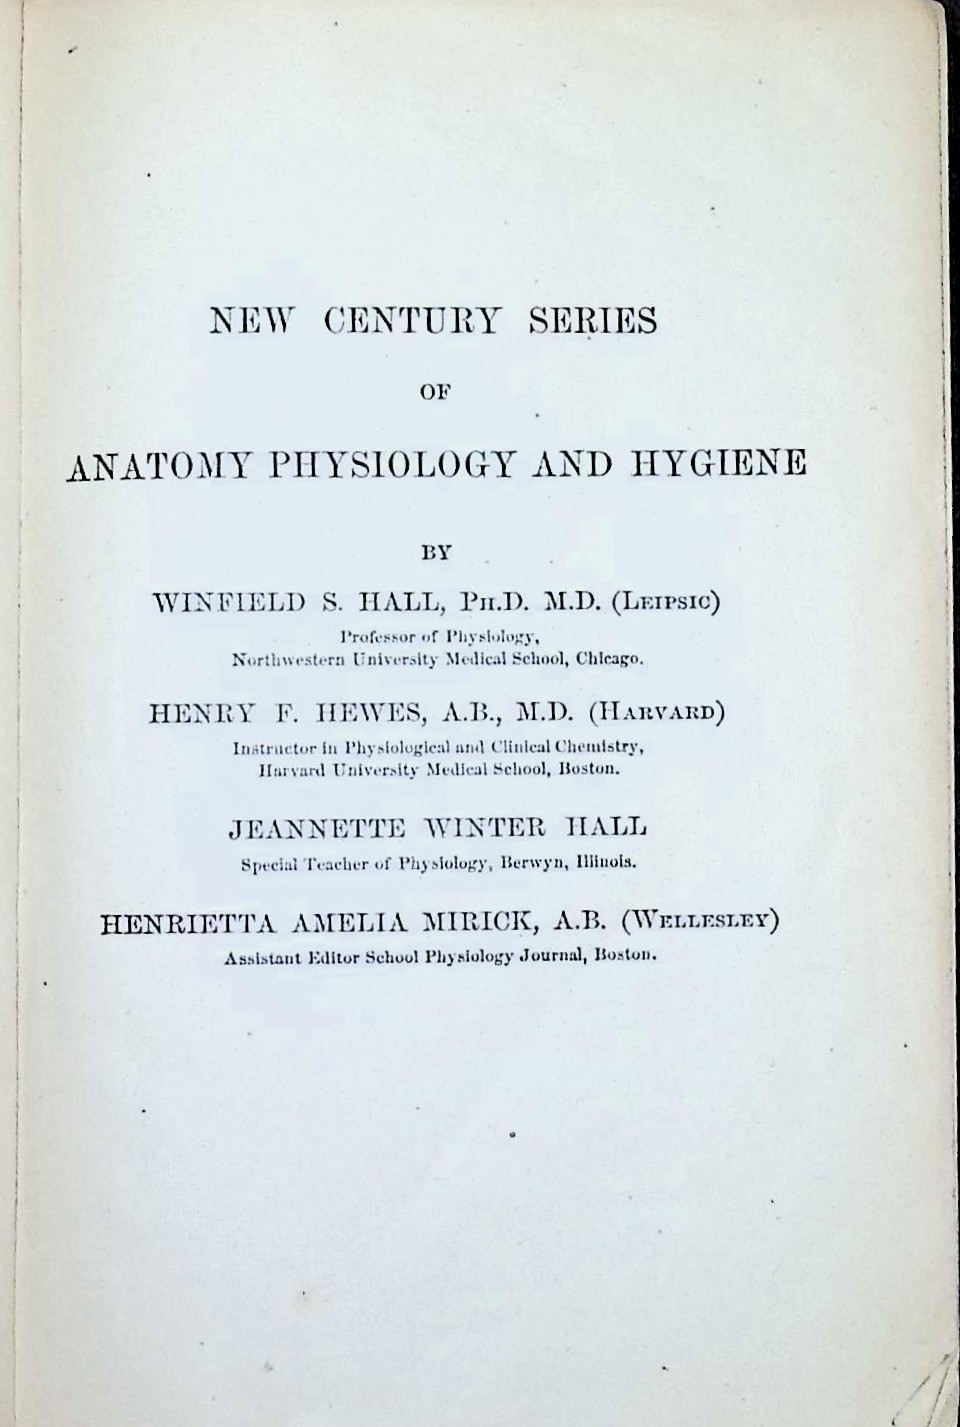 NEW CENTURY SERIES
OF
ANATOMY PHYSIOLOGY AND HYGIENE
BY
WINFIELD S. HALL, PH.D. M.D. (LEIPSIC)
Professor of Physiology,
Northwestern University Medical School, Chicago.
HENRY F. HEWES, A.B., M.D. (HARVARD)
Instructor in Physiological and Clinical Chemistry,
Harvard University Medical School, Boston.
JEANNETTE WINTER HALL
Special Teacher of Physiology, Berwyn, Illinois.
HENRIETTA AMELIA MIRICK, A.B. (WELLESLEY)
Assistant Editor School Physiology Journal, Boston.